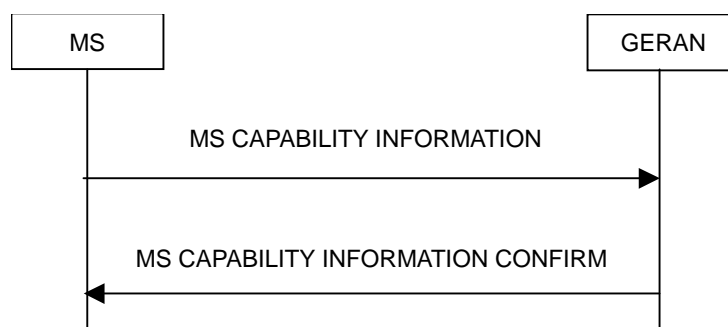 MS
GERAN
MS CAPABILITY INFORMATION
MS CAPABILITY INFORMATION CONFIRM